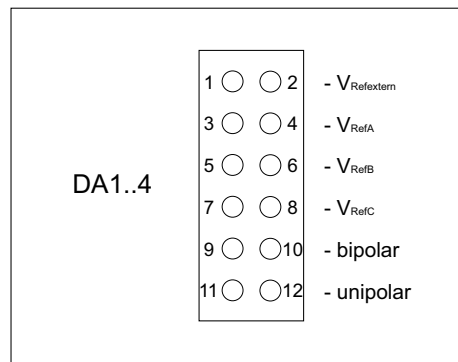 1 2 - VRefextern
3 4 - VRefA
5 6 - VRefB
DA1..4
7 8 - VRefC
9 10 - bipolar
11 12 - unipolar